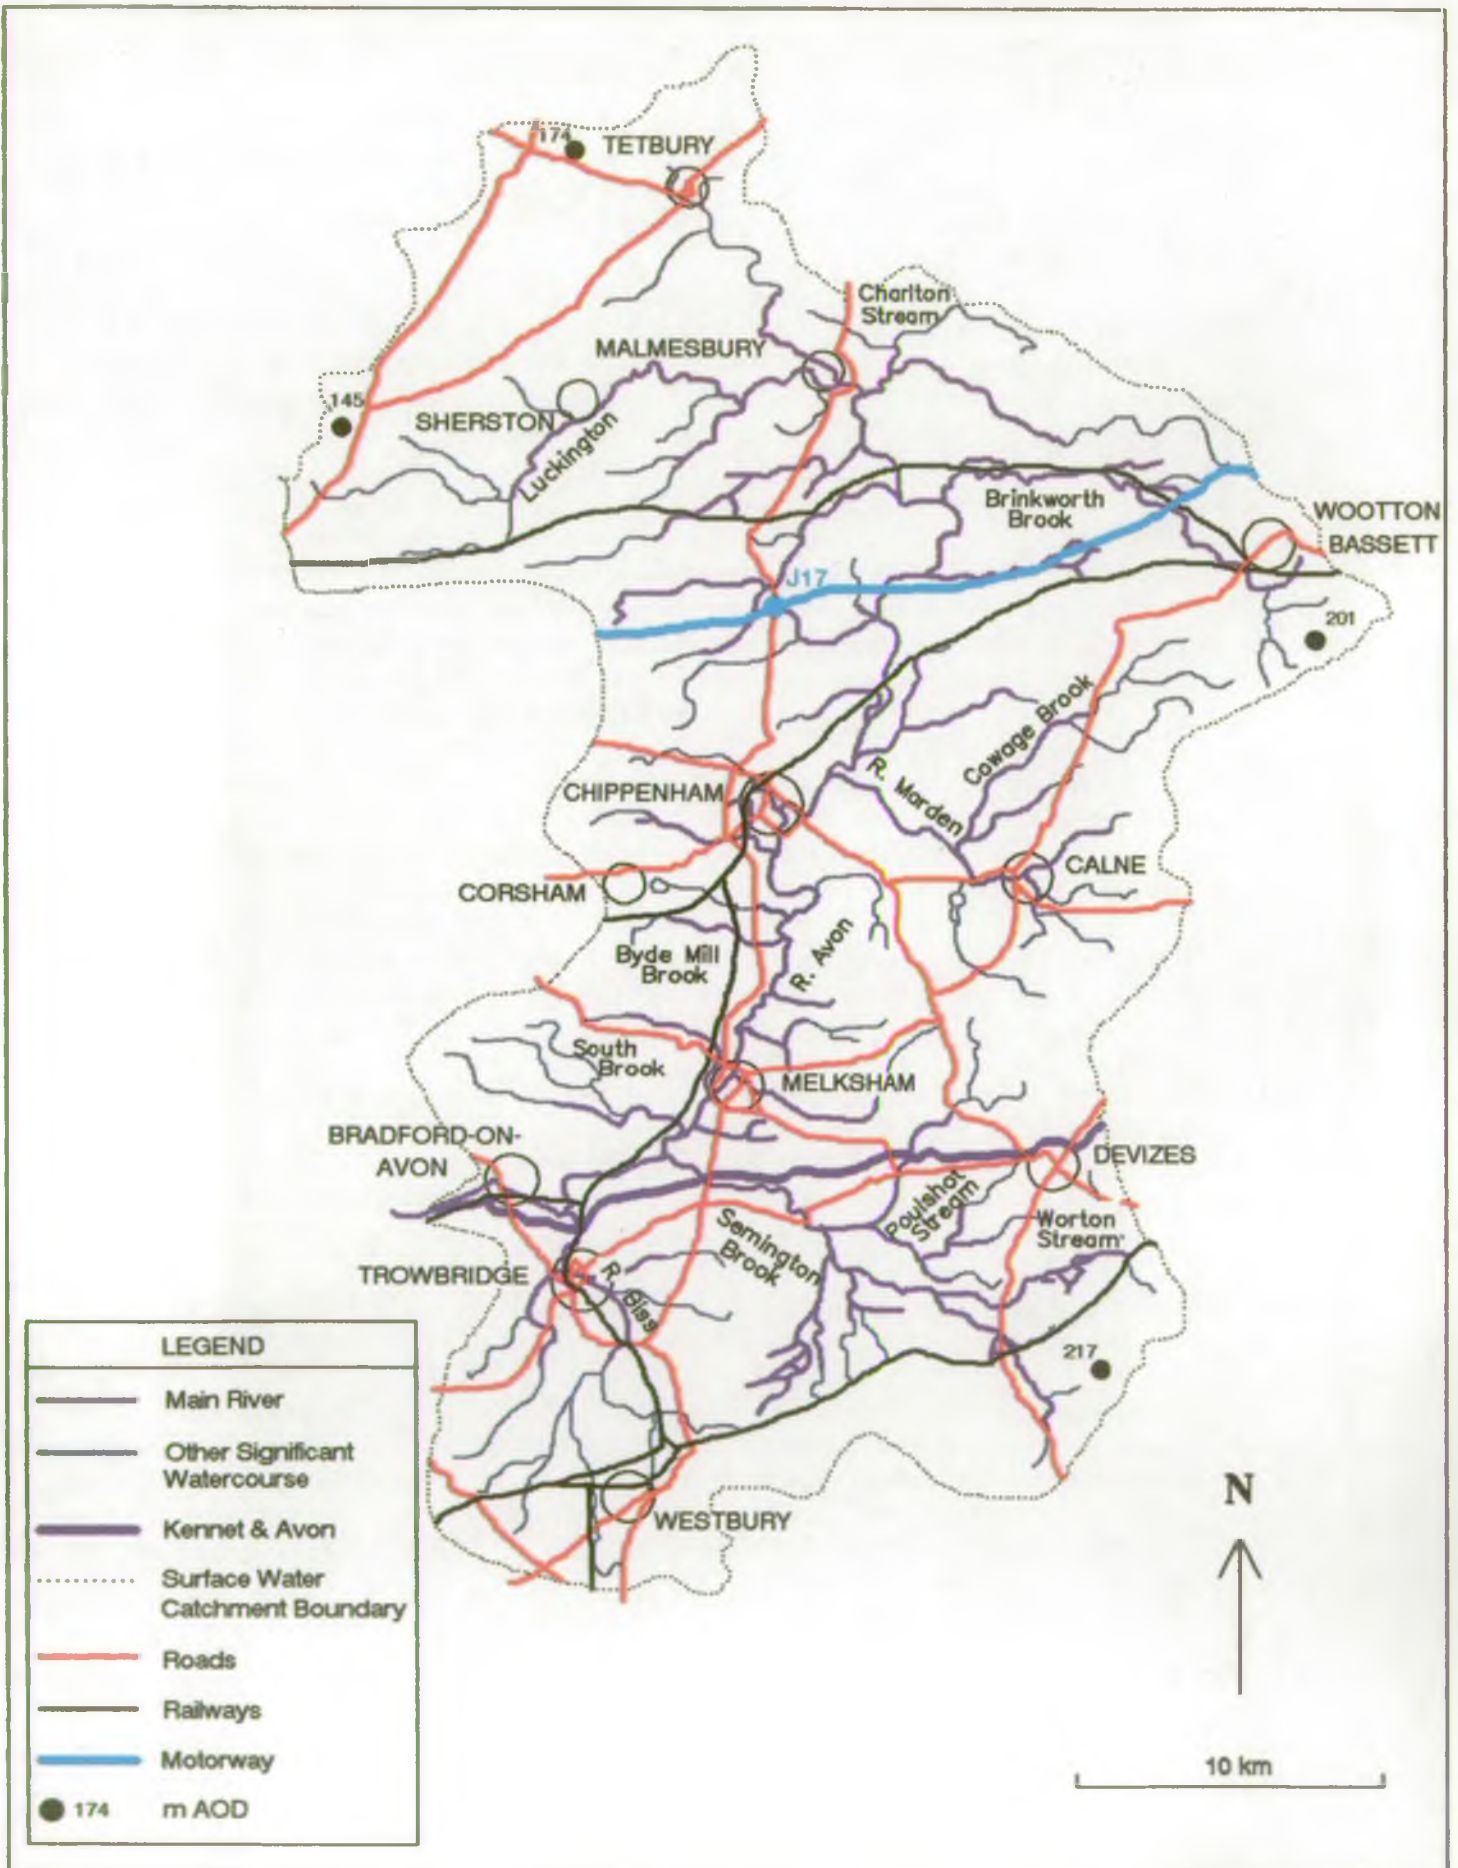 174
TETBURY
Charlton
Stream
MALMESBURY
145
SHERSTON
Luckington
Brinkworth
Brook
WOOTTON
BASSETT
J17
201
Cowage Brook
R. Marden
CHIPPENHAM
CALNE
CORSHAM
R. Avon
Byde Mill
Brook
South
Brook
MELKSHAM
BRADFORD-ON-
AVON
DEVIZES
Poulshot
Stream
Worton
Stream
Semington
Brook
TROWBRIDGE
R. Biss
217
WESTBURY
LEGEND
Main River
Other Significant
Watercourse
Kennet & Avon
Surface Water
Catchment Boundary
Roads
Railways
Motorway
174 m AOD
N
10 km